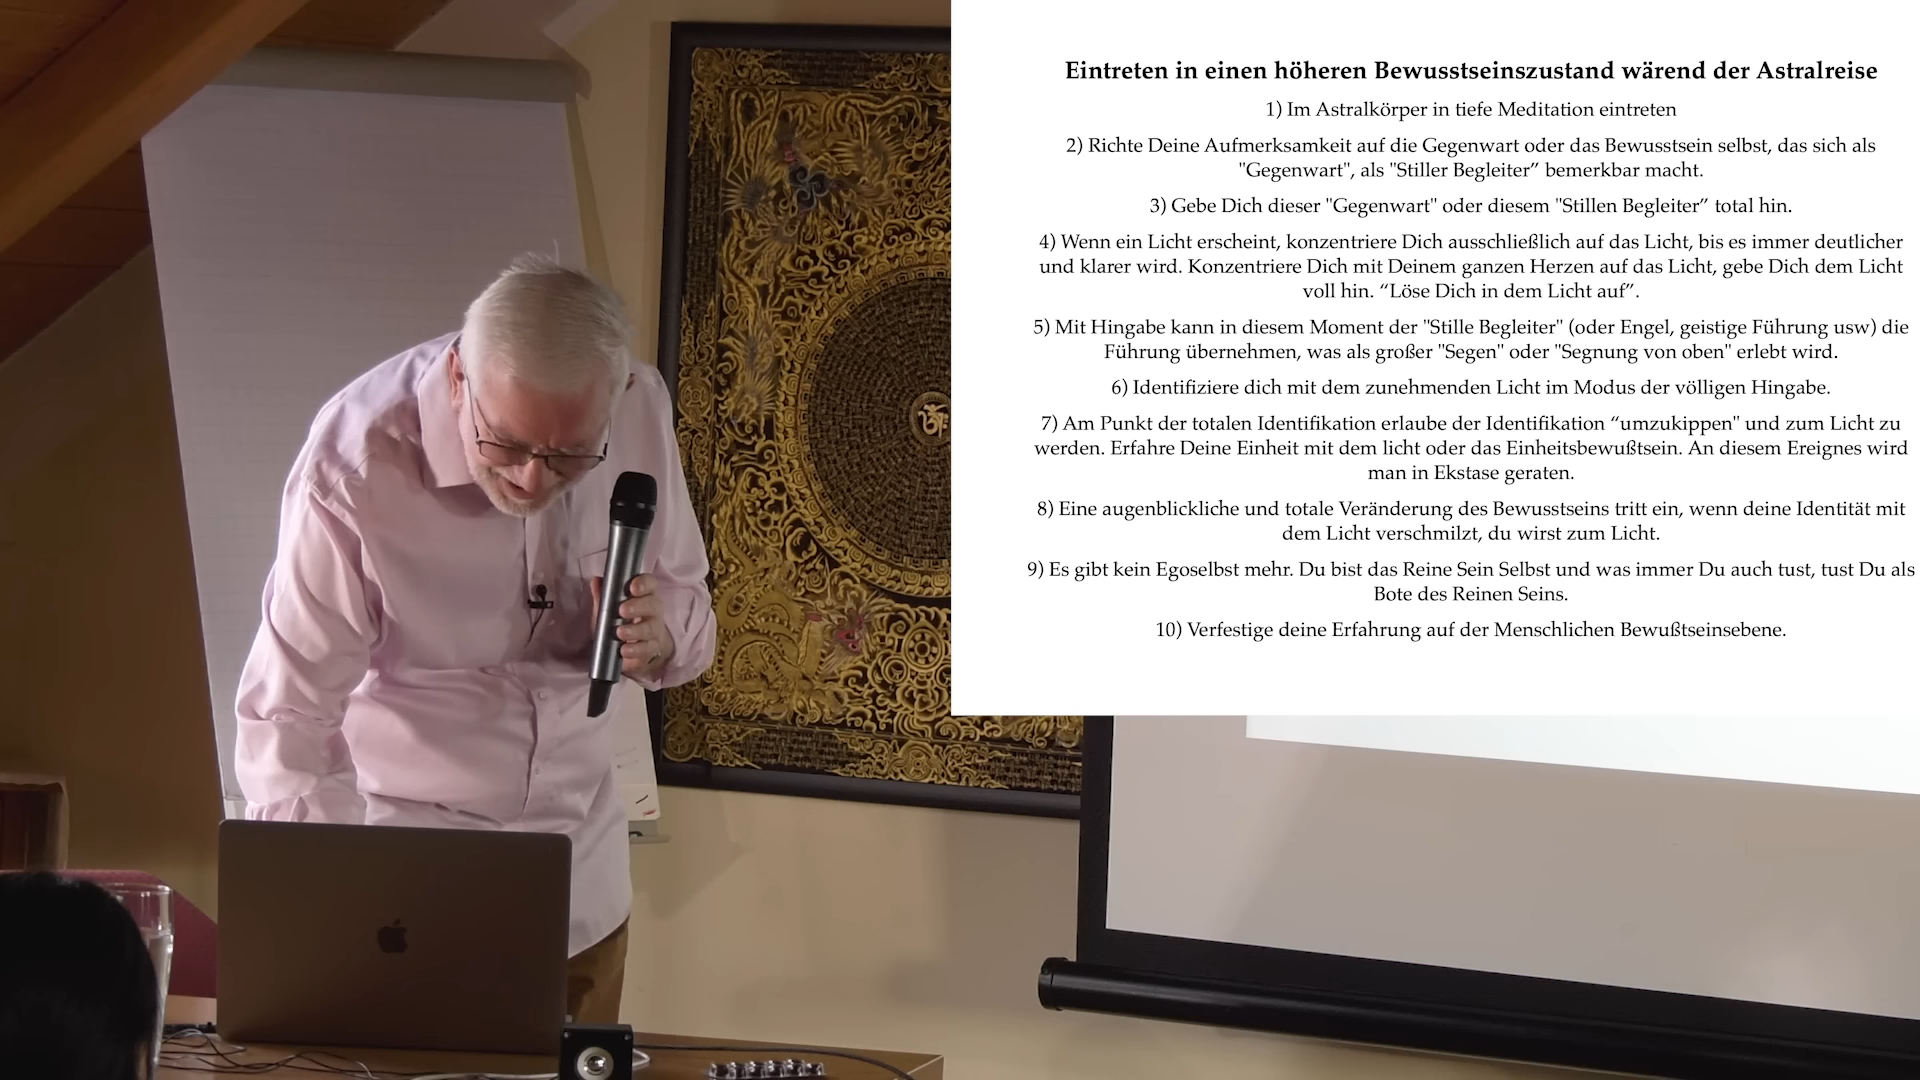 Eintreten in einen höheren Bewusstseinszustand wärend der Astralreise
1) Im Astralkörper in tiefe Meditation eintreten
2) Richte Deine Aufmerksamkeit auf die Gegenwart oder das Bewusstsein selbst, das sich als
"Gegenwart", als "Stiller Begleiter” bemerkbar macht.
3) Gebe Dich dieser "Gegenwart" oder diesem "Stillen Begleiter” total hin.
4) Wenn ein Licht erscheint, konzentriere Dich ausschließlich auf das Licht, bis es immer deutlicher
und klarer wird. Konzentriere Dich mit Deinem ganzen Herzen auf das Licht, gebe Dich dem Licht
voll hin. “Löse Dich in dem Licht auf”.
5) Mit Hingabe kann in diesem Moment der "Stille Begleiter" (oder Engel, geistige Führung usw) die
Führung übernehmen, was als großer "Segen" oder "Segnung von oben" erlebt wird.
6) Identifiziere dich mit dem zunehmenden Licht im Modus der völligen Hingabe.
7) Am Punkt der totalen Identifikation erlaube der Identifikation “umzukippen" und zum Licht zu
werden. Erfahre Deine Einheit mit dem licht oder das Einheitsbewußtsein. An diesem Ereignes wird
man in Ekstase geraten.
8) Eine augenblickliche und totale Veränderung des Bewusstseins tritt ein, wenn deine Identität mit
dem Licht verschmilzt, du wirst zum Licht.
9) Es gibt kein Egoselbst mehr. Du bist das Reine Sein Selbst und was immer Du auch tust, tust Du als
Bote des Reinen Seins.
10) Verfestige deine Erfahrung auf der Menschlichen Bewußtseinsebene.